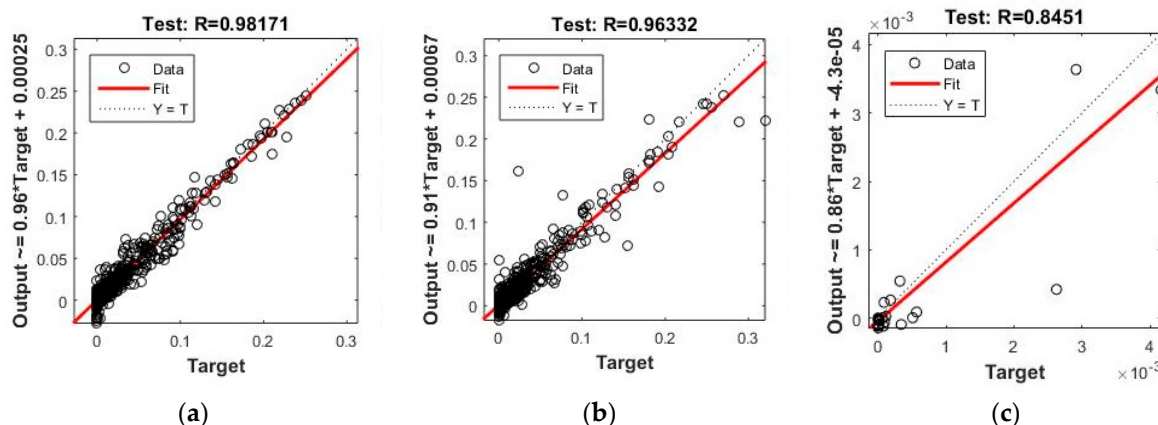 Test: R=0.98171
Output ~= 0.96*Target + 0.00025
0.3
0.25
0.2
0.15
0.1
0.05
0
Data
Fit
Y = T
0 0.1 0.2 0.3
Target
(a)
Test: R=0.96332
Output ~= 0.91*Target + 0.00067
0.3
0.25
0.2
0.15
0.1
0.05
0
Data
Fit
Y = T
0 0.1 0.2 0.3
Target
(b)
×10⁻³
Test: R=0.8451
Output ~= 0.86*Target + -4.3e-05
4
3
2
1
0
Data
Fit
Y = T
0 1 2 3 4
Target
×10⁻³
(c)